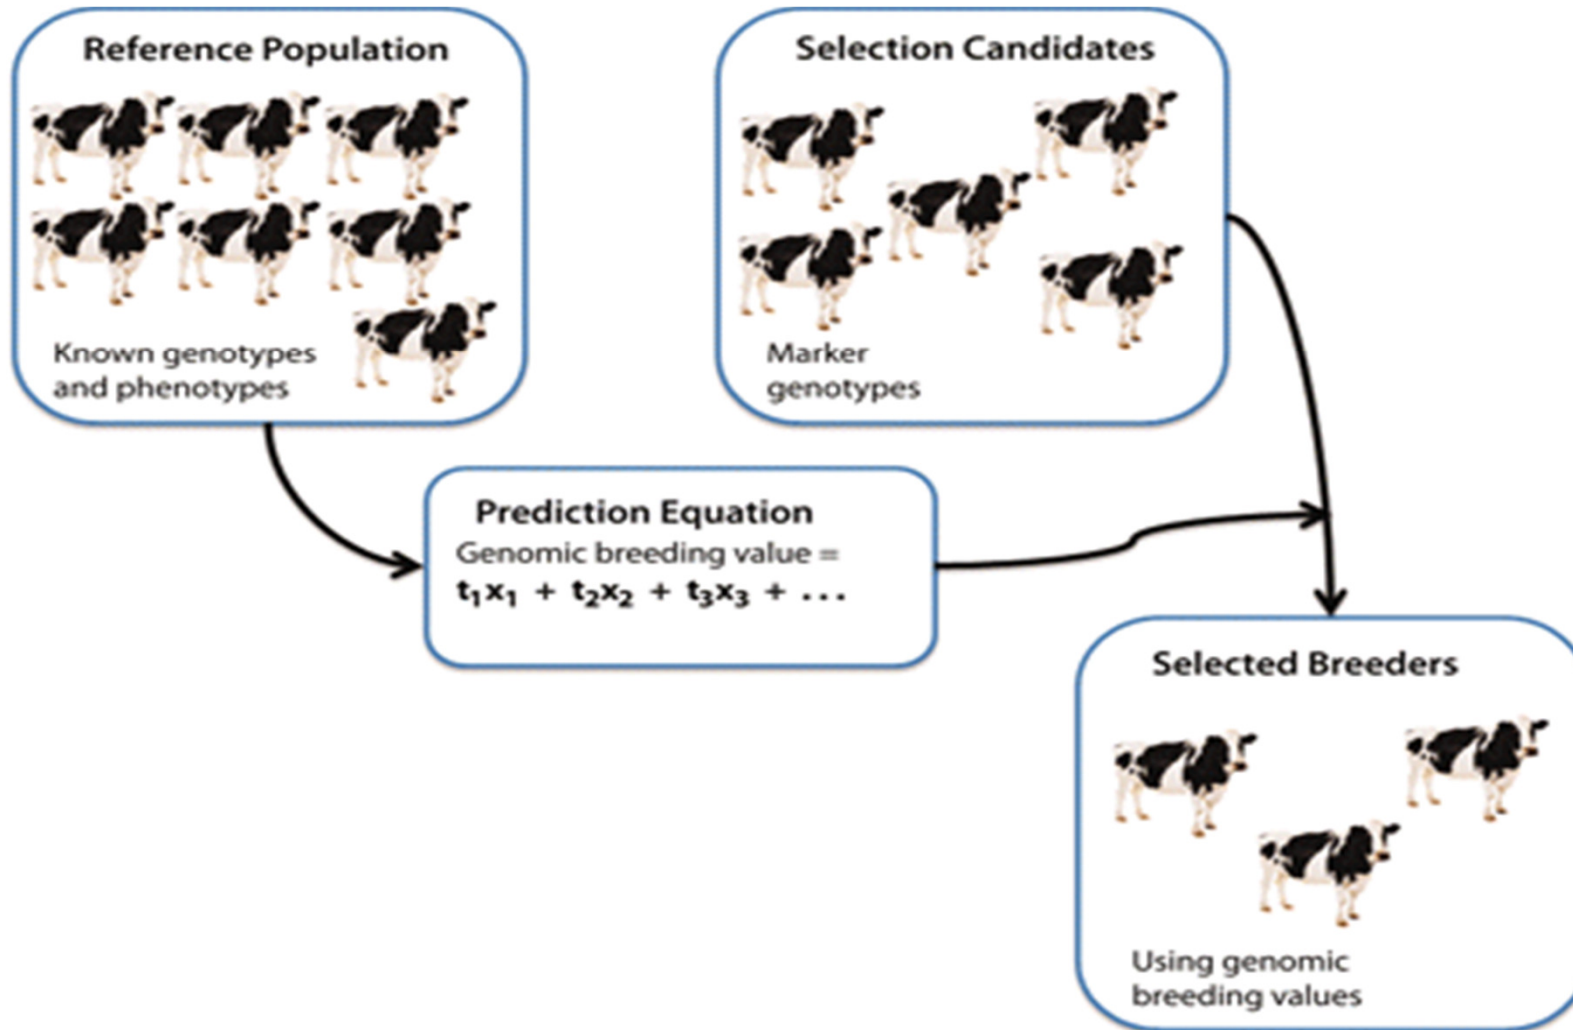 Reference Population
Known genotypes
and phenotypes
Selection Candidates
Marker
genotypes
Prediction Equation
Genomic breeding value =
t₁x₁ + t₂x₂ + t₃x₃ + ...
Selected Breeders
Using genomic
breeding values